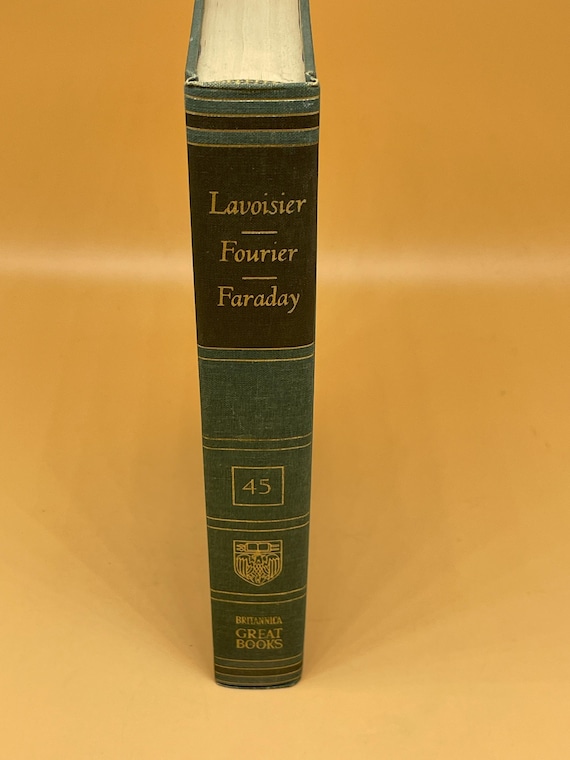 Lavoisier
Fourier
Faraday
45
BRITANNICA
GREAT
BOOKS